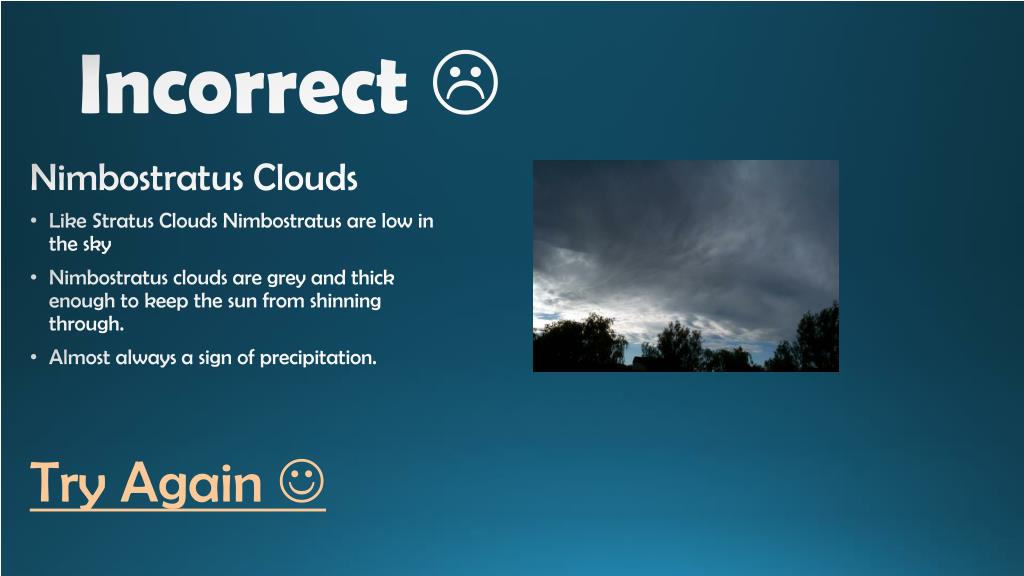 Incorrect ☹
Nimbostratus Clouds
• Like Stratus Clouds Nimbostratus are low in
the sky
• Nimbostratus clouds are grey and thick
enough to keep the sun from shinning
through.
• Almost always a sign of precipitation.
Try Again ☺